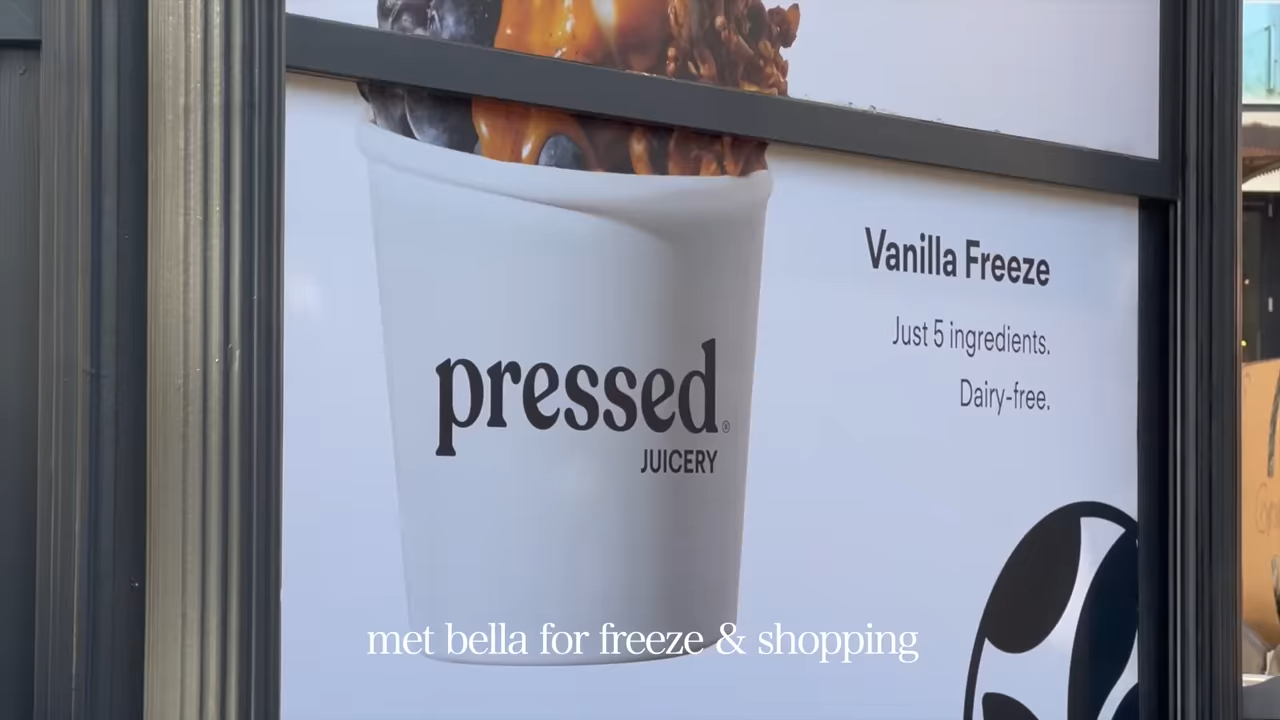 Vanilla Freeze
Just 5 ingredients.
Dairy-free.
pressed®
JUICERY
met bella for freeze & shopping